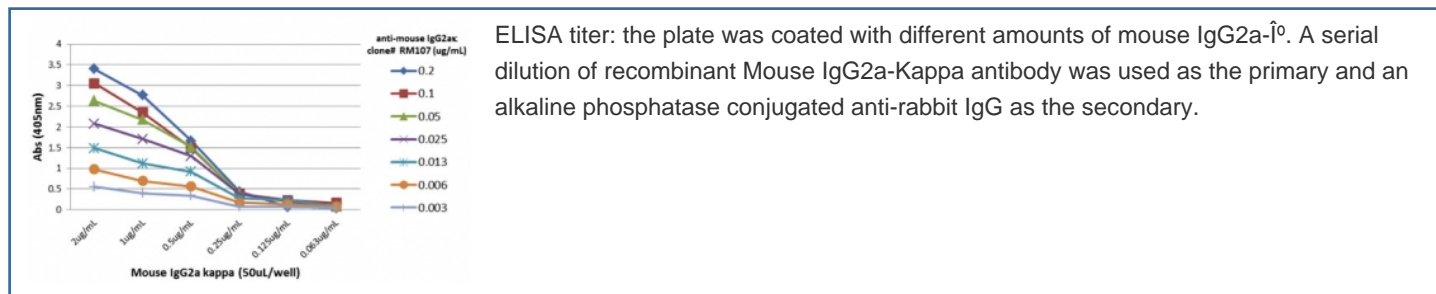 anti-mouse IgG2aκ
clone# RM107 (ug/mL)
4
3.5
3
2.5
2
1.5
1
0.5
0
Abs (405nm)
0.2
0.1
0.05
0.025
0.013
0.006
0.003
2ug/mL
1ug/mL
0.5ug/mL
0.25ug/mL
0.125ug/mL
0.063ug/mL
Mouse IgG2a kappa (50uL/well)
ELISA titer: the plate was coated with different amounts of mouse IgG2a-Îº. A serial
dilution of recombinant Mouse IgG2a-Kappa antibody was used as the primary and an
alkaline phosphatase conjugated anti-rabbit IgG as the secondary.